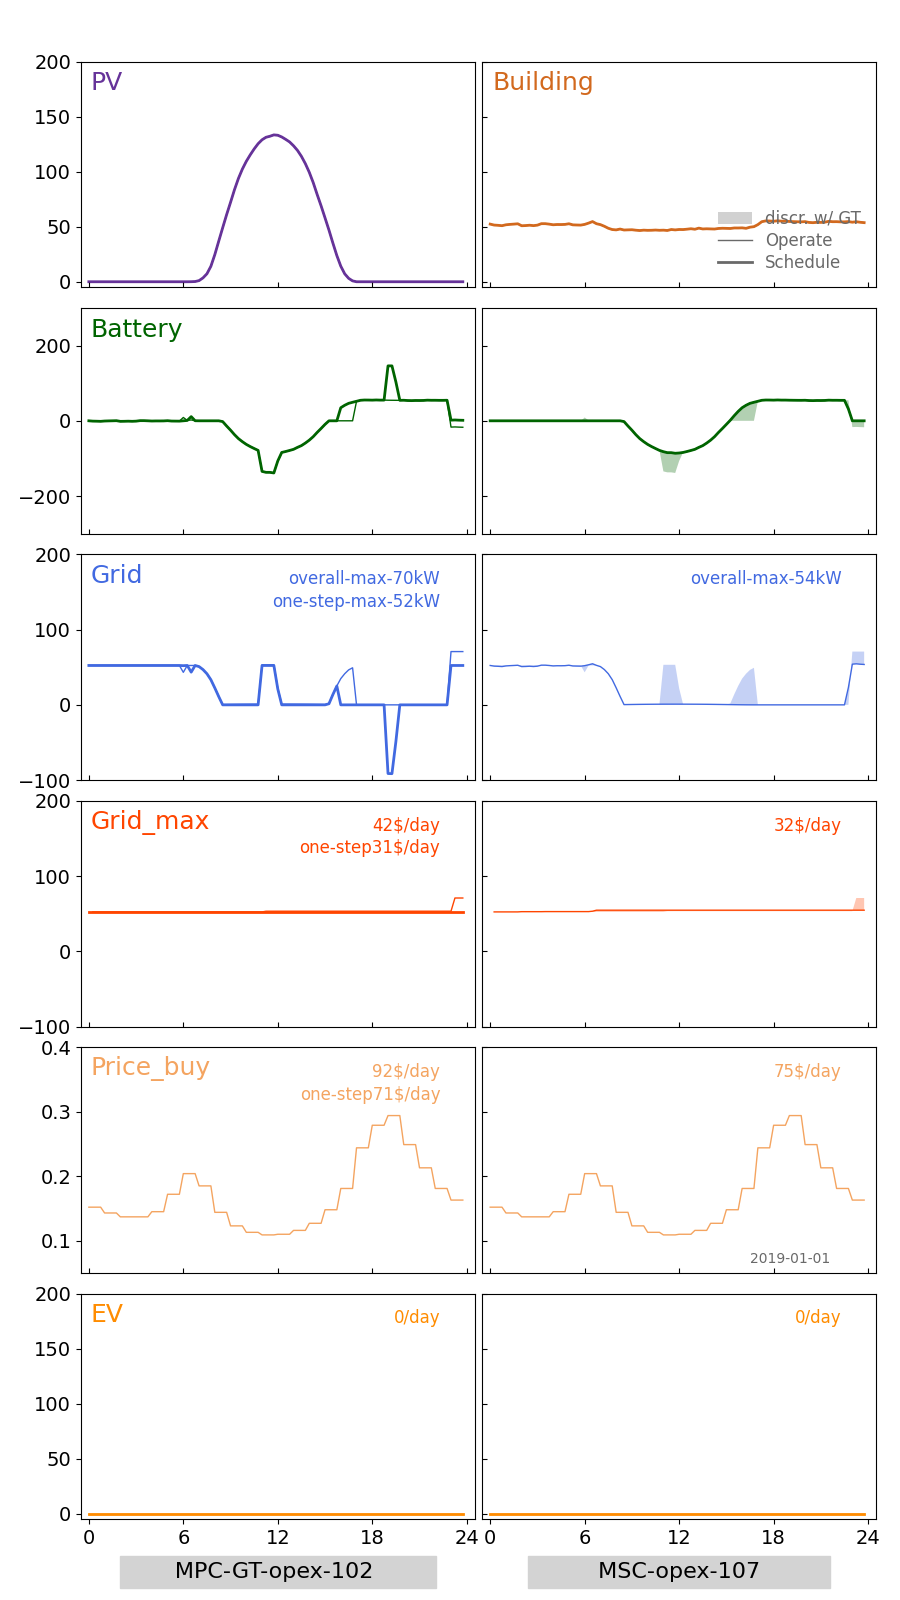 200
150
100
50
0
PV
Building
discr. w/ GT
Operate
Schedule
200
0
−200
Battery
200
100
0
−100
Grid
overall-max-70kW
one-step-max-52kW
overall-max-54kW
200
100
0
−100
Grid_max
42$/day
one-step31$/day
32$/day
0.4
0.3
0.2
0.1
Price_buy
92$/day
one-step71$/day
75$/day
2019-01-01
200
150
100
50
0
EV
0/day
0/day
0 6 12 18 24 0 6 12 18 24
MPC-GT-opex-102
MSC-opex-107